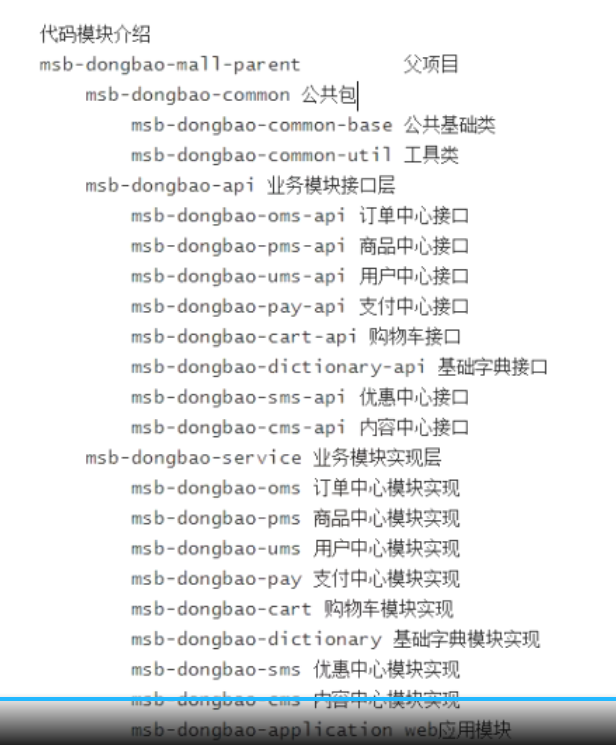 代码模块介绍
msb-dongbao-mall-parent 父项目
msb-dongbao-common 公共包
msb-dongbao-common-base 公共基础类
msb-dongbao-common-util 工具类
msb-dongbao-api 业务模块接口层
msb-dongbao-oms-api 订单中心接口
msb-dongbao-pms-api 商品中心接口
msb-dongbao-ums-api 用户中心接口
msb-dongbao-pay-api 支付中心接口
msb-dongbao-cart-api 购物车接口
msb-dongbao-dictionary-api 基础字典接口
msb-dongbao-sms-api 优惠中心接口
msb-dongbao-cms-api 内容中心接口
msb-dongbao-service 业务模块实现层
msb-dongbao-oms 订单中心模块实现
msb-dongbao-pms 商品中心模块实现
msb-dongbao-ums 用户中心模块实现
msb-dongbao-pay 支付中心模块实现
msb-dongbao-cart 购物车模块实现
msb-dongbao-dictionary 基础字典模块实现
msb-dongbao-sms 优惠中心模块实现
msb-dongbao-cms 内容中心模块实现
msb-dongbao-application web应用模块